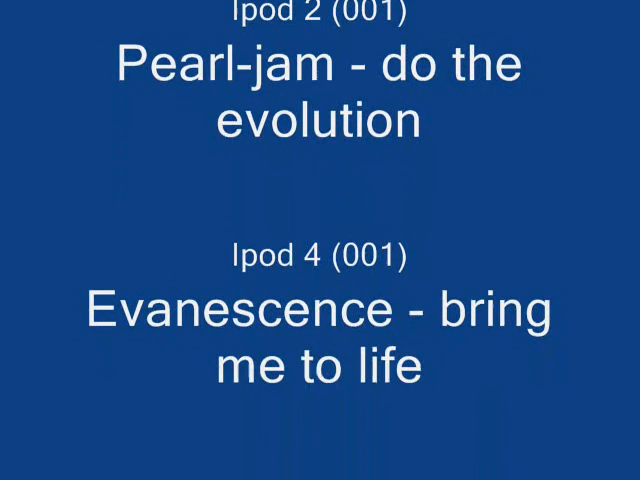 Ipod 2 (001)
Pearl-jam - do the
evolution
Ipod 4 (001)
Evanescence - bring
me to life